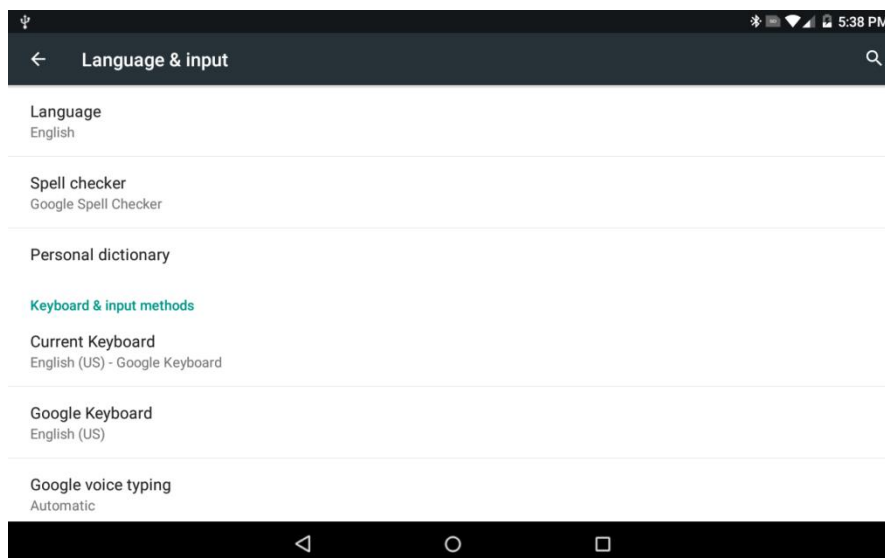 5:38 PM
Language & input
Language
English
Spell checker
Google Spell Checker
Personal dictionary
Keyboard & input methods
Current Keyboard
English (US) - Google Keyboard
Google Keyboard
English (US)
Google voice typing
Automatic